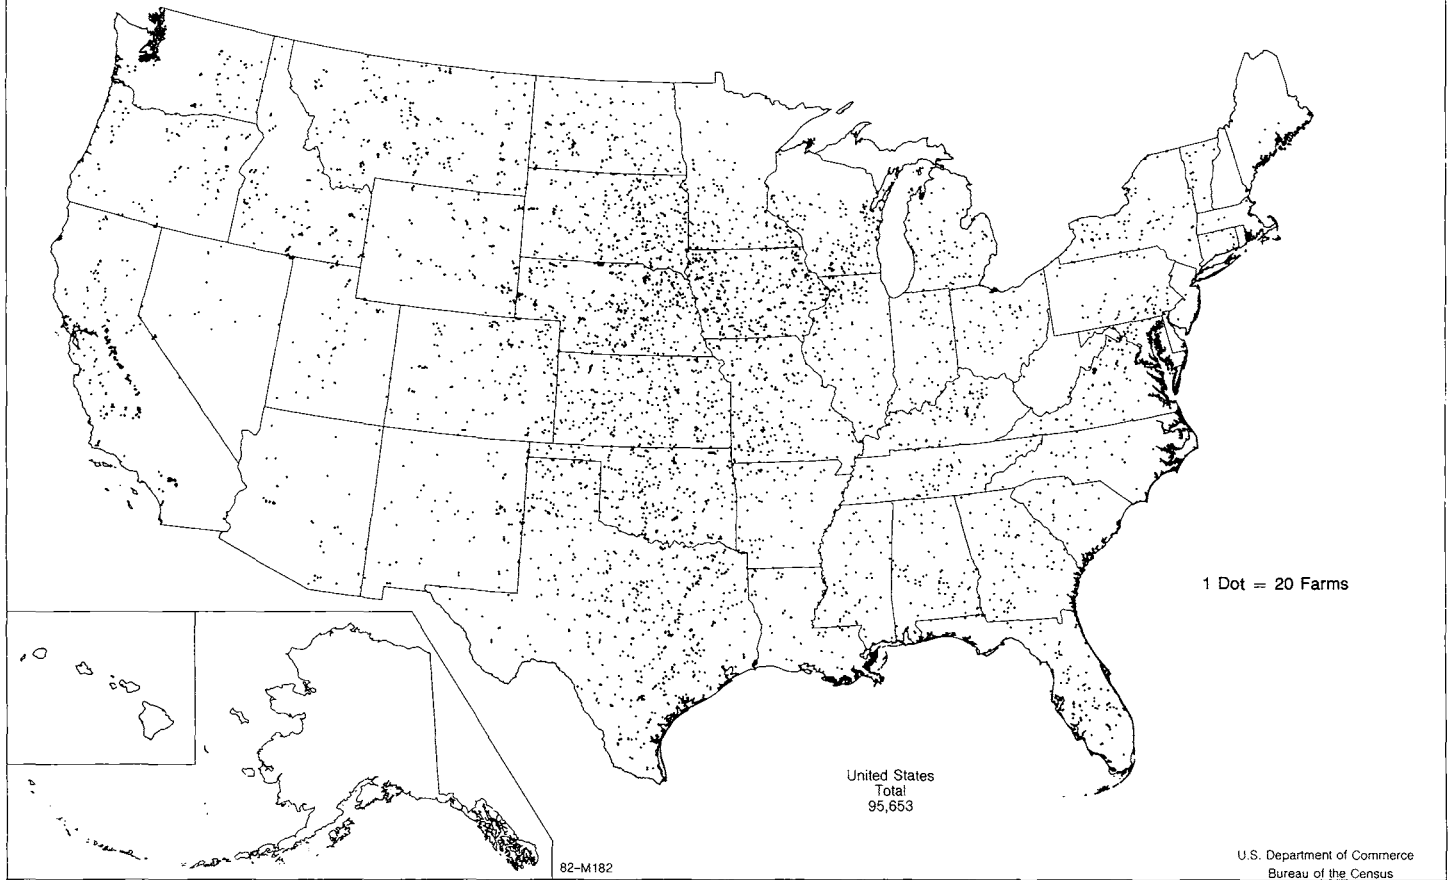 1 Dot = 20 Farms
United States
Total
95,653
82-M182
U.S. Department of Commerce
Bureau of the Census